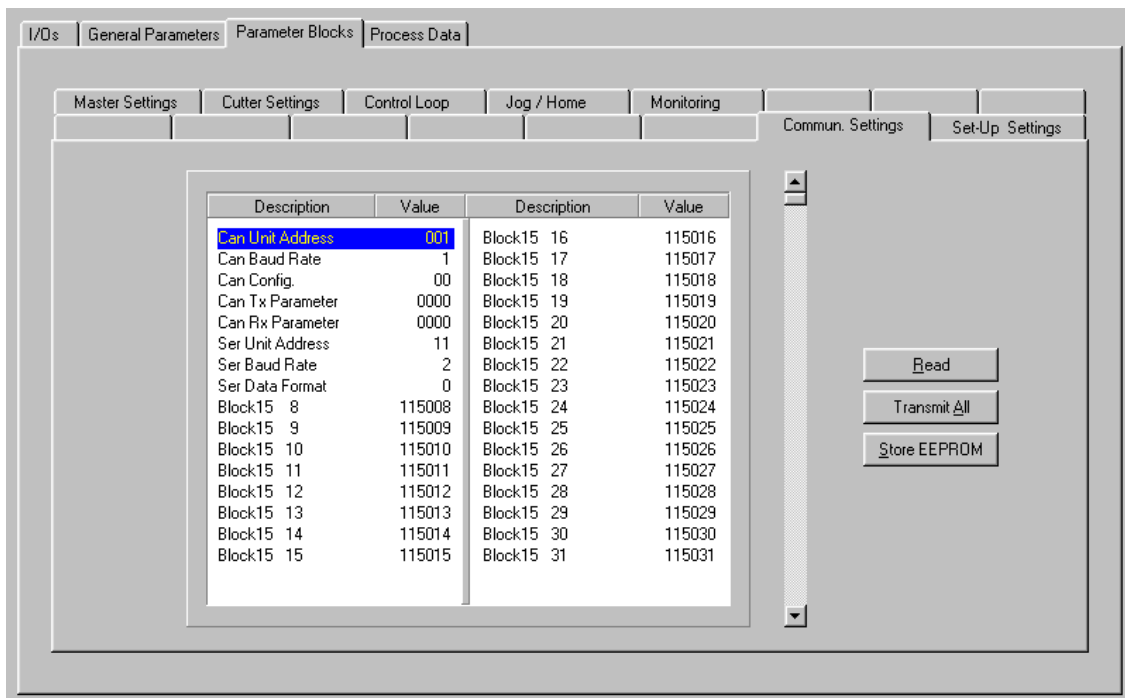 I/Os General Parameters Parameter Blocks Process Data
Master Settings Cutter Settings Control Loop Jog / Home Monitoring
Commun. Settings Set-Up Settings
Description Value Description Value
Can Unit Address 001 Block15 16 115016
Can Baud Rate 1 Block15 17 115017
Can Config. 00 Block15 18 115018
Can Tx Parameter 0000 Block15 19 115019
Can Rx Parameter 0000 Block15 20 115020
Ser Unit Address 11 Block15 21 115021
Ser Baud Rate 2 Block15 22 115022
Ser Data Format 0 Block15 23 115023
Block15 8 115008 Block15 24 115024
Block15 9 115009 Block15 25 115025
Block15 10 115010 Block15 26 115026
Block15 11 115011 Block15 27 115027
Block15 12 115012 Block15 28 115028
Block15 13 115013 Block15 29 115029
Block15 14 115014 Block15 30 115030
Block15 15 115015 Block15 31 115031
Read
Transmit All
Store EEPROM